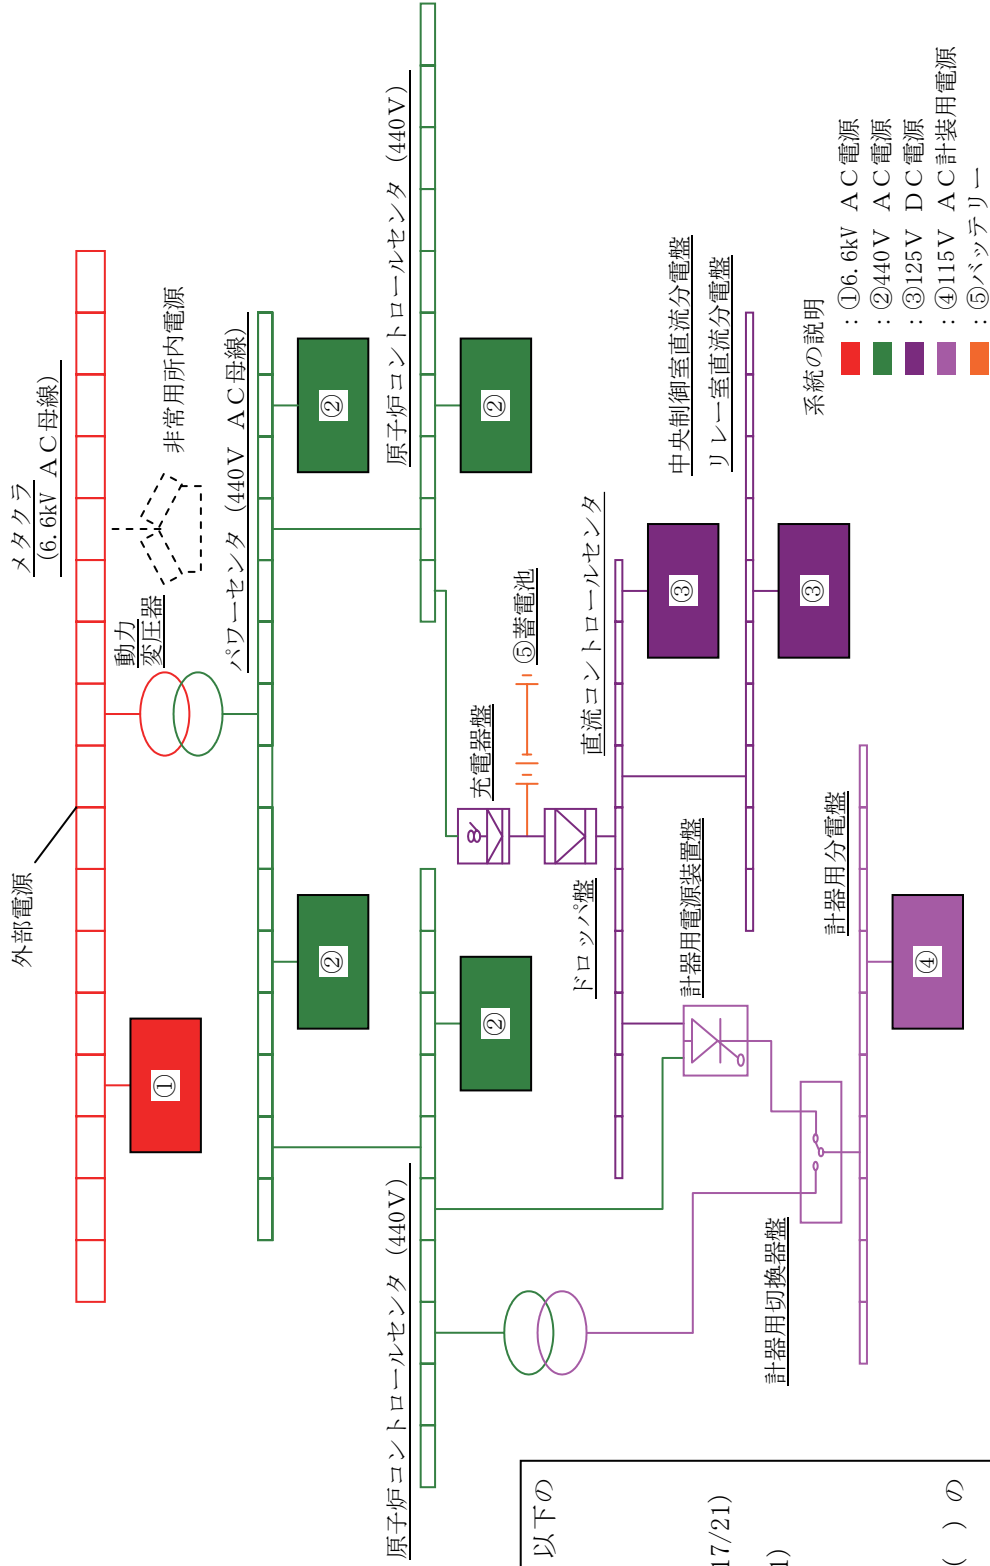 外部電源
メタクラ
(6.6kV AC母線)
①
動力
変圧器
非常用所内電源
パワーセンタ (440V AC母線)
②
②
原子炉コントロールセンタ (440V)
原子炉コントロールセンタ (440V)
②
②
充電器盤
⑤蓄電池
ドロッパ盤
直流コントロールセンタ
③
計器用電源装置盤
中央制御室直流分電盤
リレー室直流分電盤
③
計器用切換器盤
計器用分電盤
④
系統の説明
:①6.6kV AC電源
:②440V AC電源
:③125V DC電源
:④115V AC計装用電源
:⑤バッテリー
以下の
17/21)
1)
( )の